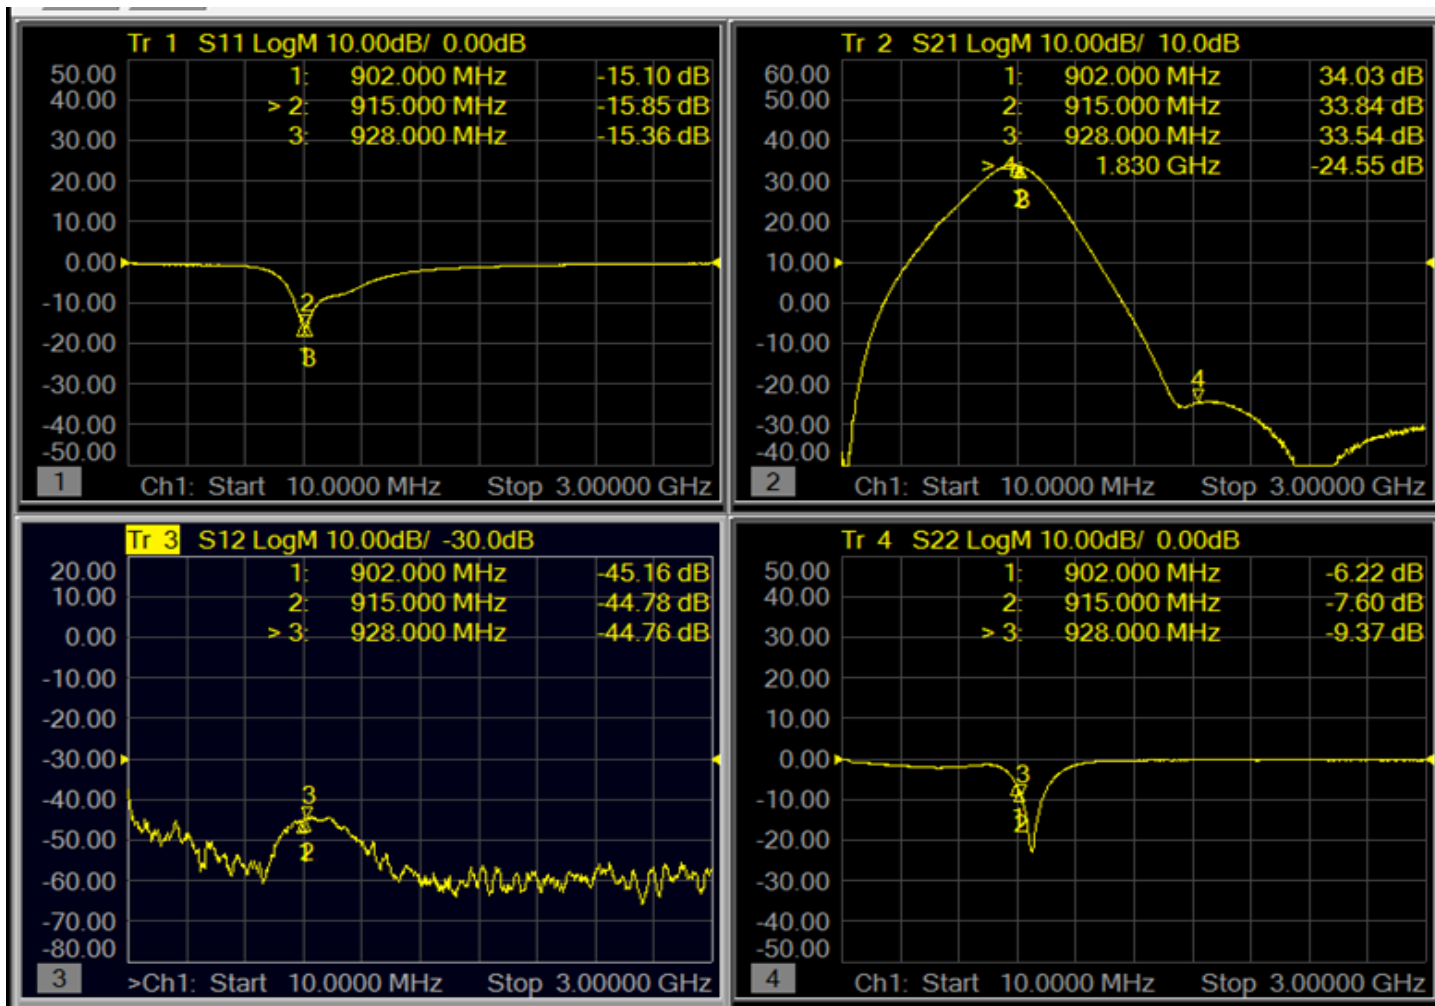 Tr 1 S11 LogM 10.00dB/ 0.00dB
50.00
40.00
30.00
20.00
10.00
0.00
-10.00
-20.00
-30.00
-40.00
-50.00
1: 902.000 MHz -15.10 dB
> 2: 915.000 MHz -15.85 dB
3: 928.000 MHz -15.36 dB
2
1
3
1
Ch1: Start 10.0000 MHz Stop 3.00000 GHz
Tr 2 S21 LogM 10.00dB/ 10.0dB
60.00
50.00
40.00
30.00
20.00
10.00
0.00
-10.00
-20.00
-30.00
-40.00
1: 902.000 MHz 34.03 dB
2: 915.000 MHz 33.84 dB
3: 928.000 MHz 33.54 dB
> 4: 1.830 GHz -24.55 dB
2
3
4
2
Ch1: Start 10.0000 MHz Stop 3.00000 GHz
Tr 3 S12 LogM 10.00dB/ -30.0dB
20.00
10.00
0.00
-10.00
-20.00
-30.00
-40.00
-50.00
-60.00
-70.00
-80.00
1: 902.000 MHz -45.16 dB
2: 915.000 MHz -44.78 dB
> 3: 928.000 MHz -44.76 dB
3
1
2
3
>Ch1: Start 10.0000 MHz Stop 3.00000 GHz
Tr 4 S22 LogM 10.00dB/ 0.00dB
50.00
40.00
30.00
20.00
10.00
0.00
-10.00
-20.00
-30.00
-40.00
-50.00
1: 902.000 MHz -6.22 dB
2: 915.000 MHz -7.60 dB
> 3: 928.000 MHz -9.37 dB
3
1
2
4
Ch1: Start 10.0000 MHz Stop 3.00000 GHz